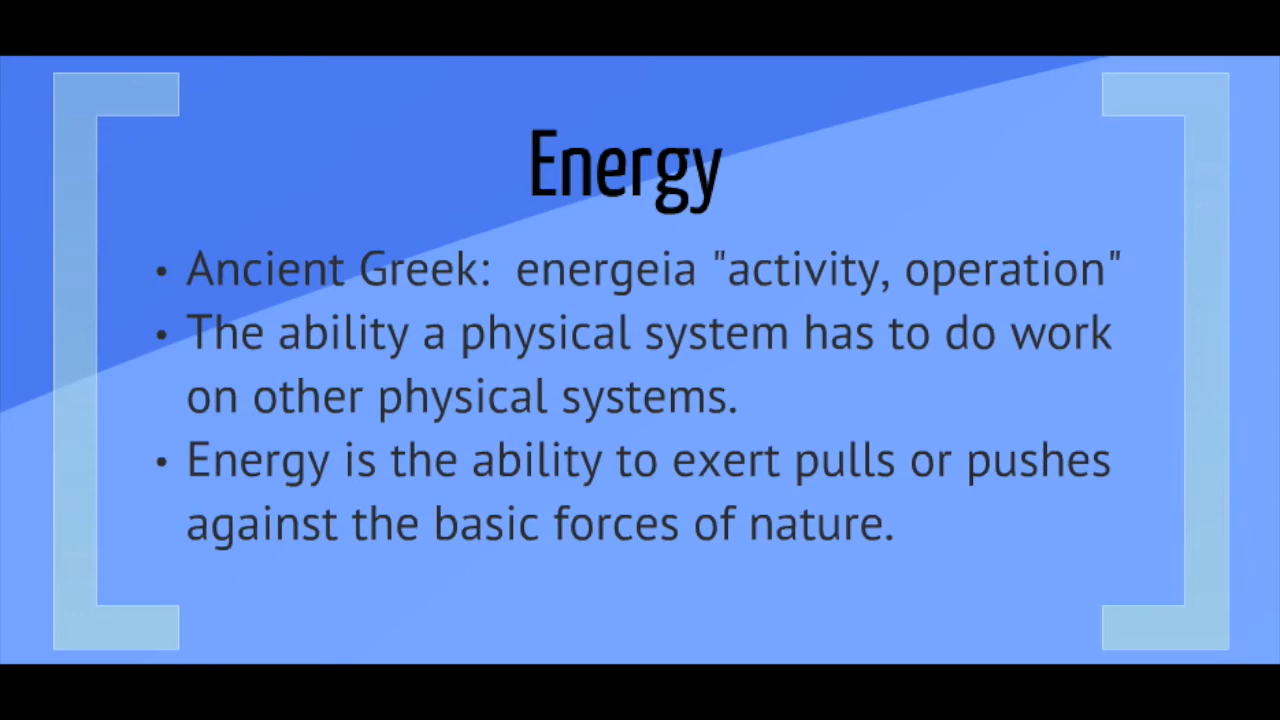 Energy
• Ancient Greek:  energeia "activity, operation"
• The ability a physical system has to do work
on other physical systems.
• Energy is the ability to exert pulls or pushes
against the basic forces of nature.